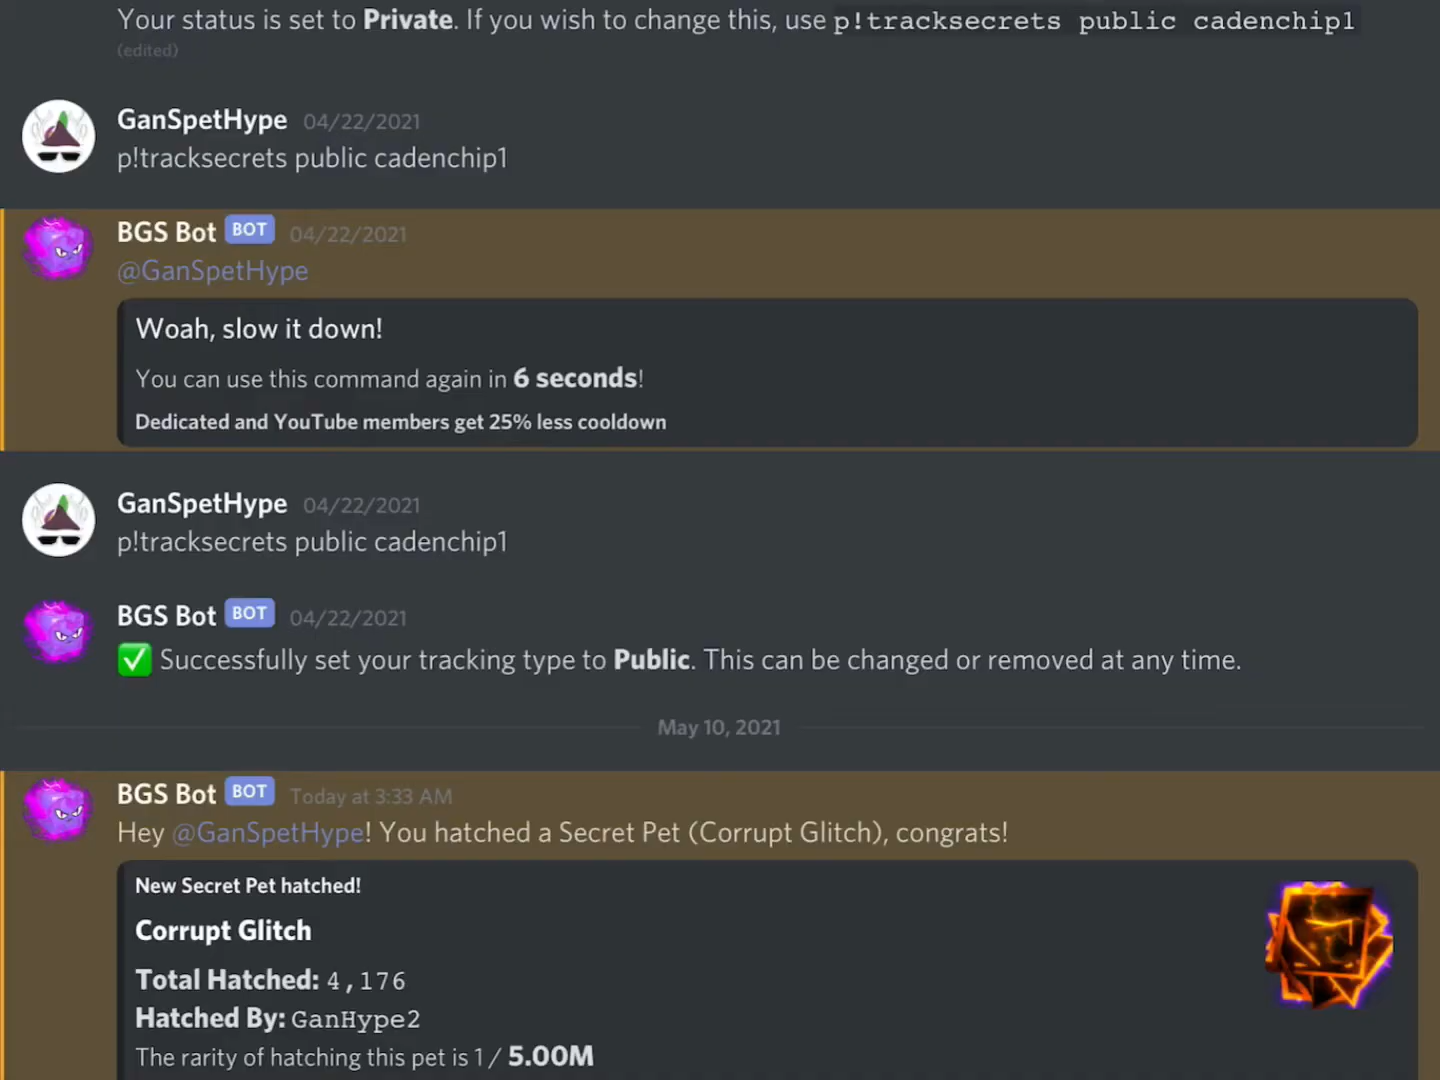 Your status is set to Private. If you wish to change this, use p!tracksecrets public cadenchip1
(edited)
GanSpetHype 04/22/2021
p!tracksecrets public cadenchip1
BGS Bot BOT 04/22/2021
@GanSpetHype
Woah, slow it down!
You can use this command again in 6 seconds!
Dedicated and YouTube members get 25% less cooldown
GanSpetHype 04/22/2021
p!tracksecrets public cadenchip1
BGS Bot BOT 04/22/2021
Successfully set your tracking type to Public. This can be changed or removed at any time.
May 10, 2021
BGS Bot BOT Today at 3:33 AM
Hey @GanSpetHype! You hatched a Secret Pet (Corrupt Glitch), congrats!
New Secret Pet hatched!
Corrupt Glitch
Total Hatched: 4,176
Hatched By: GanHype2
The rarity of hatching this pet is 1/ 5.00M